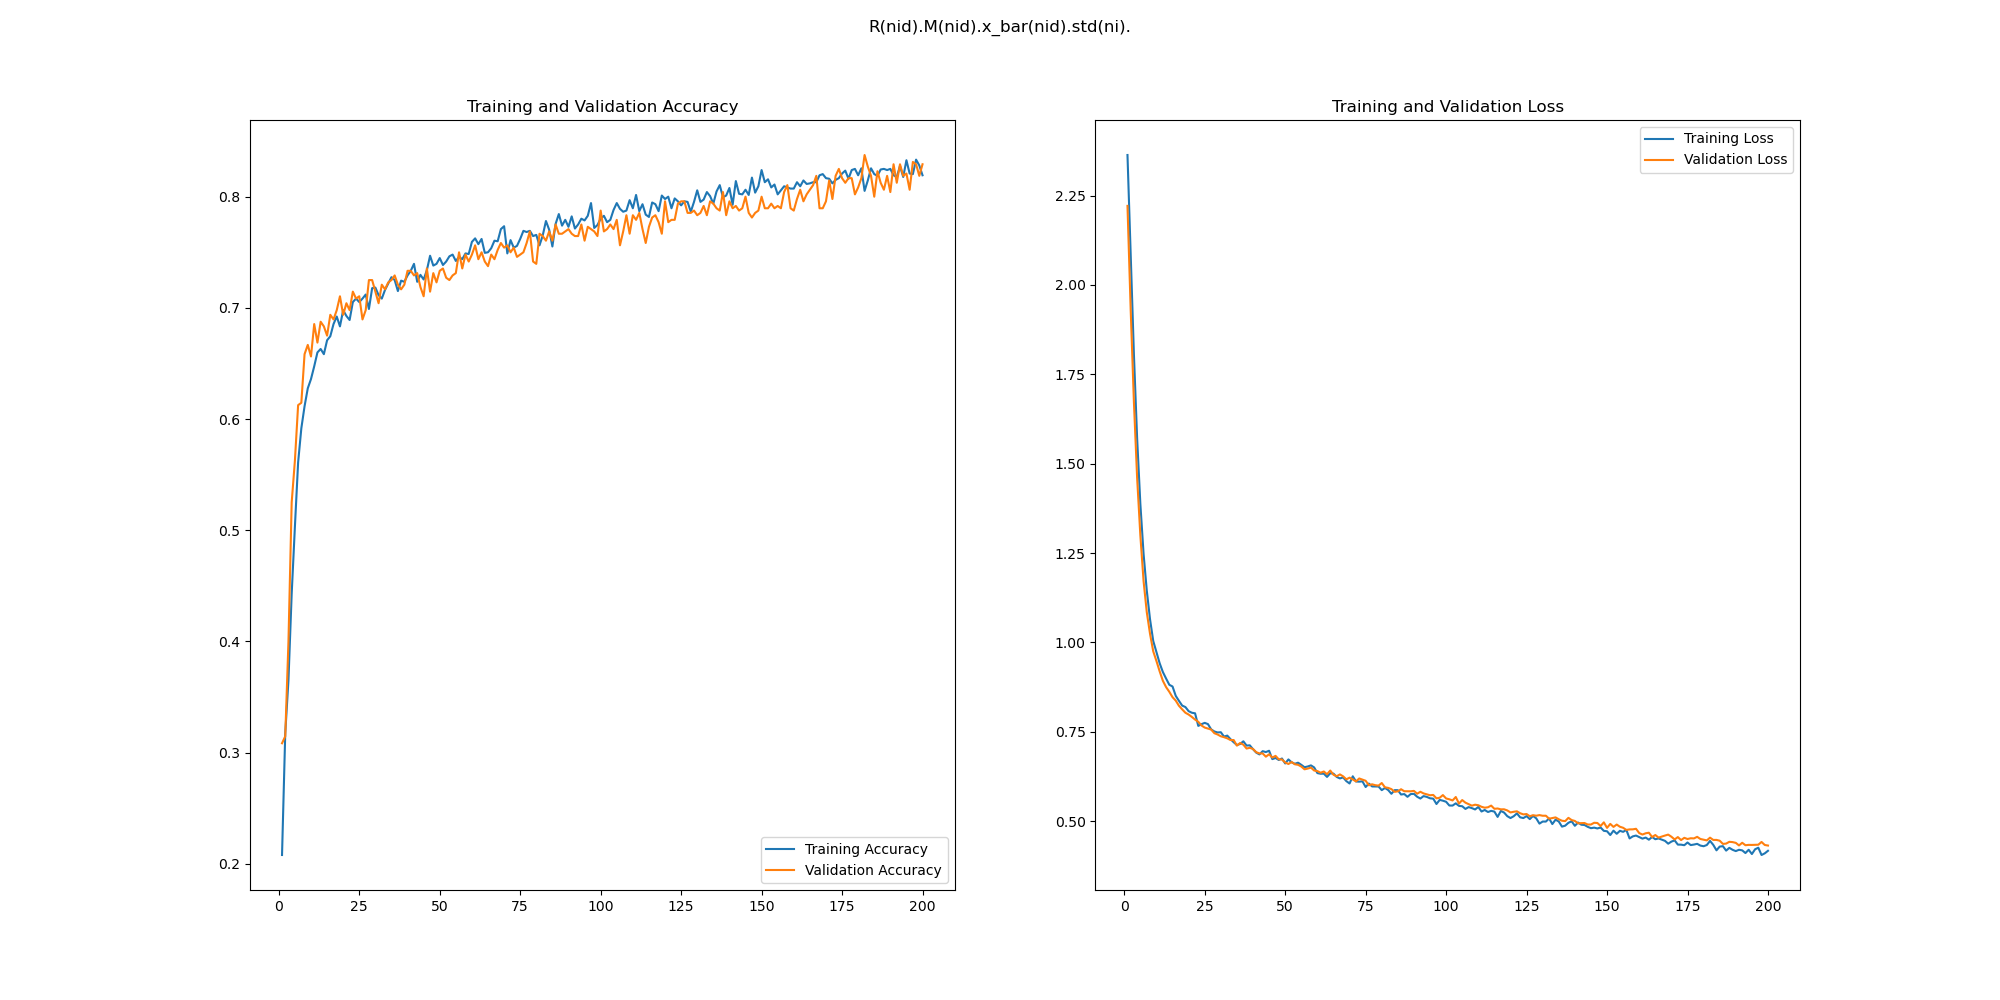 R(nid).M(nid).x_bar(nid).std(ni).
Training and Validation Accuracy
0.8
0.7
0.6
0.5
0.4
0.3
0.2
Training Accuracy
Validation Accuracy
0 25 50 75 100 125 150 175 200
Training and Validation Loss
Training Loss
Validation Loss
2.25
2.00
1.75
1.50
1.25
1.00
0.75
0.50
0 25 50 75 100 125 150 175 200